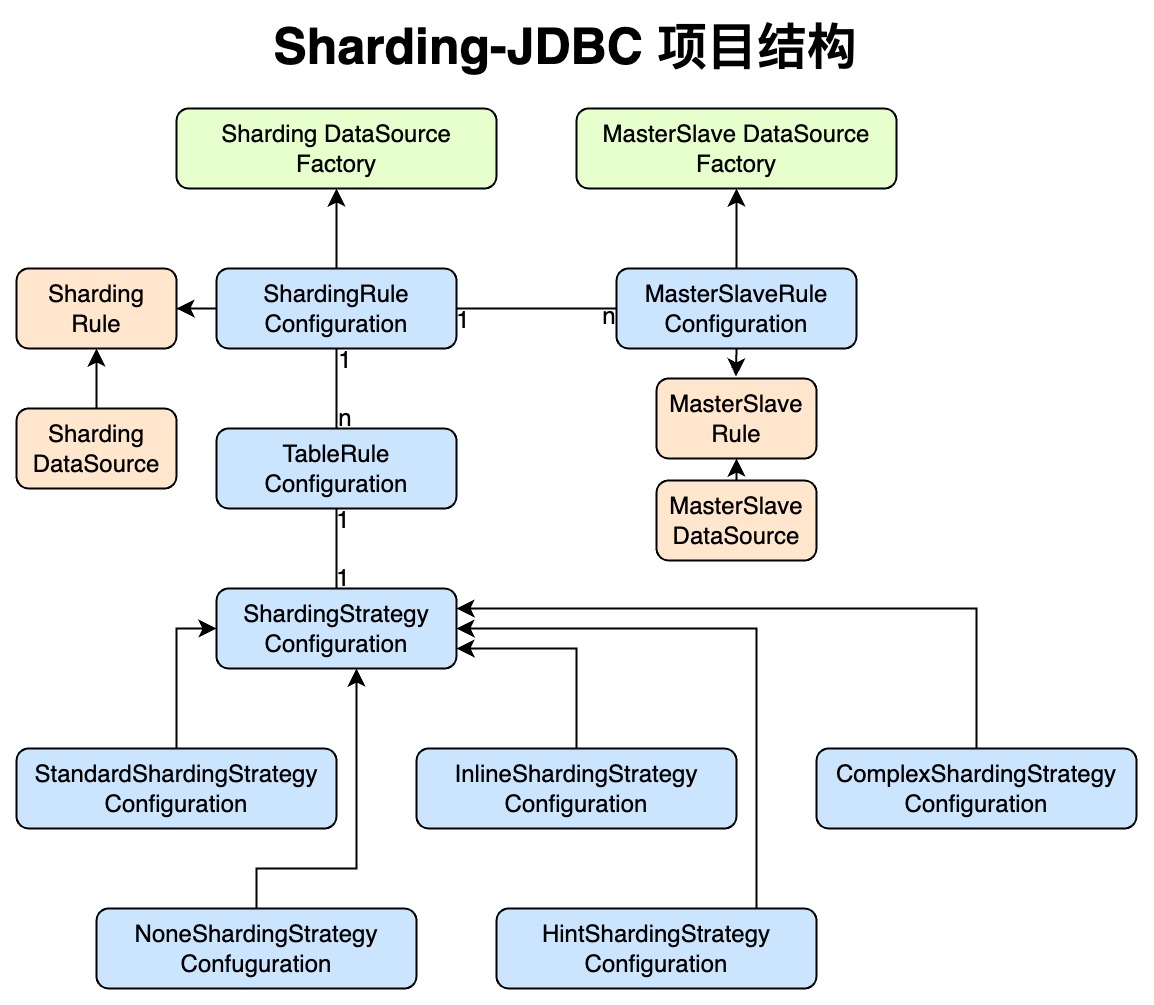 Sharding-JDBC 项目结构
Sharding DataSource
Factory
MasterSlave DataSource
Factory
Sharding
Rule
ShardingRule
Configuration
1
n
MasterSlaveRule
Configuration
1
n
MasterSlave
Rule
Sharding
DataSource
TableRule
Configuration
MasterSlave
DataSource
1
1
ShardingStrategy
Configuration
StandardShardingStrategy
Configuration
InlineShardingStrategy
Configuration
ComplexShardingStrategy
Configuration
NoneShardingStrategy
Confuguration
HintShardingStrategy
Configuration